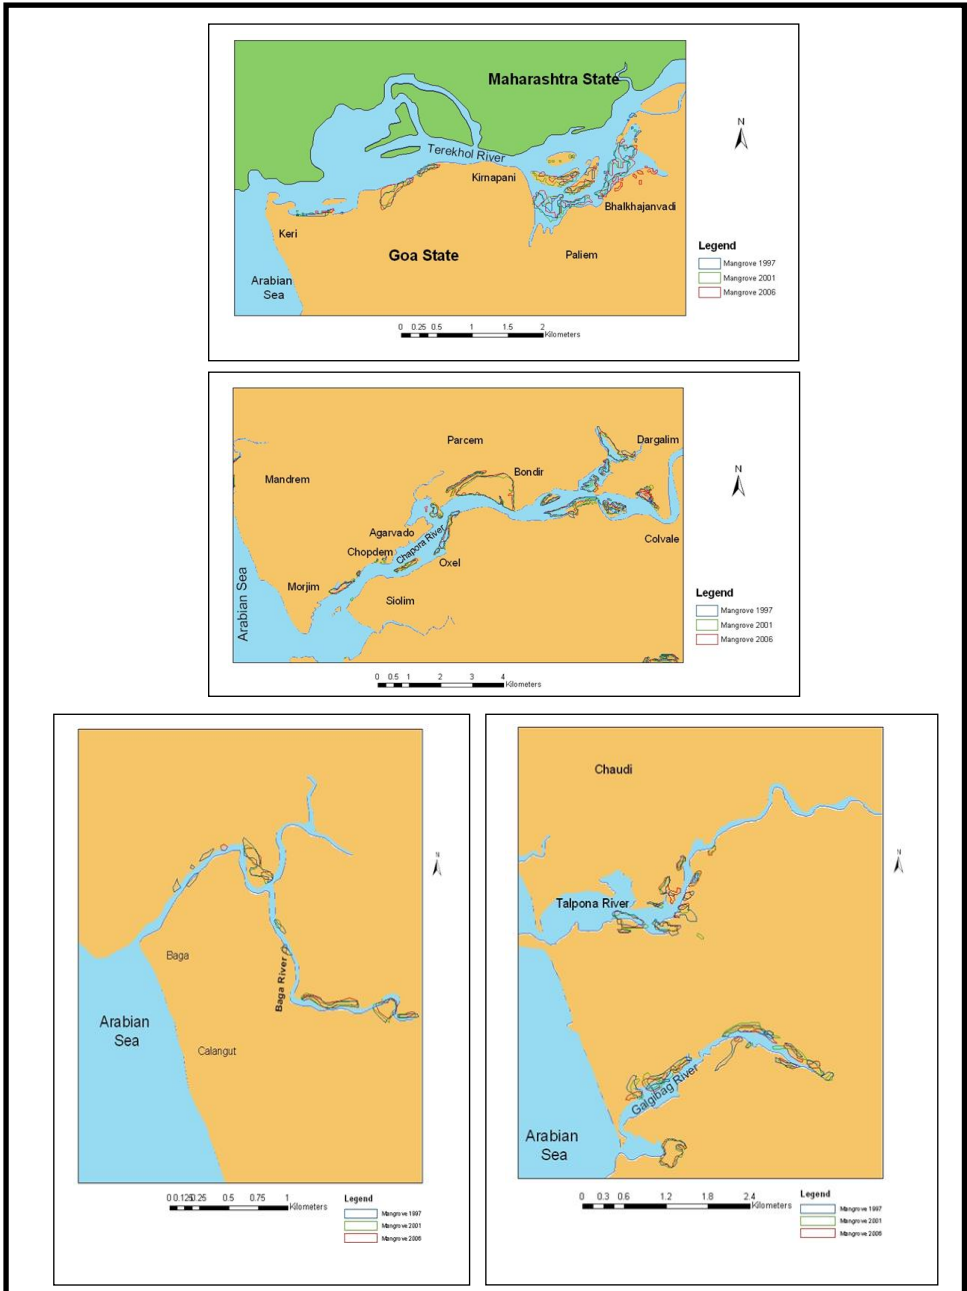 Maharashtra State
N
Terekhol River
Kirnapani
Bhalkhajanvadi
Keri
Goa State
Paliem
Arabian
Sea
Legend
Mangrove 1997
Mangrove 2001
Mangrove 2006
0 0.25 0.5 1 1.5 2
Kilometers
Parcem
Dargalim
Bondir
Mandrem
N
Agarvado
Chapora River
Chopdem
Colvale
Oxel
Morjim
Siolim
Arabian Sea
Legend
Mangrove 1997
Mangrove 2001
Mangrove 2006
0 0.5 1 2 3 4
Kilometers
N
Baga
Baga River
Arabian
Sea
Calangut
0 0.125 0.25 0.5 0.75 1
Kilometers
Legend
Mangrove 1997
Mangrove 2001
Mangrove 2006
Chaudi
N
Talpona River
Galgibag River
Arabian
Sea
0 0.3 0.6 1.2 1.8 2.4
Kilometers
Legend
Mangrove 1997
Mangrove 2001
Mangrove 2006